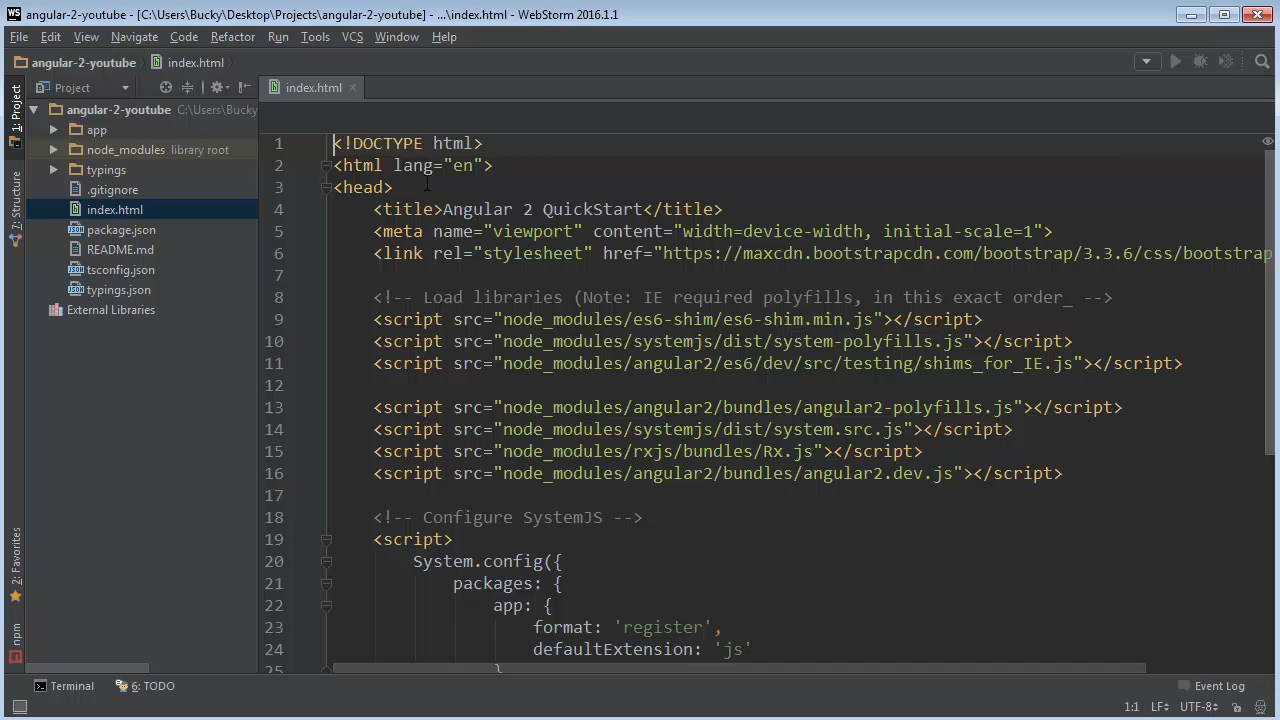 WS angular-2-youtube - [C:\Users\Bucky\Desktop\Projects\angular-2-youtube] - ...\index.html - WebStorm 2016.1.1
File Edit View Navigate Code Refactor Run Tools VCS Window Help
angular-2-youtube index.html
Project index.html
1: Project
7: Structure
2: Favorites
npm
angular-2-youtube C:\Users\Bucky
app
node_modules library root
typings
.gitignore
index.html
package.json
README.md
tsconfig.json
typings.json
External Libraries
1 <!DOCTYPE html>
2 <html lang="en">
3 <head>
4 <title>Angular 2 QuickStart</title>
5 <meta name="viewport" content="width=device-width, initial-scale=1">
6 <link rel="stylesheet" href="https://maxcdn.bootstrapcdn.com/bootstrap/3.3.6/css/bootstrap
7
8 <!-- Load libraries (Note: IE required polyfills, in this exact order_ -->
9 <script src="node_modules/es6-shim/es6-shim.min.js"></script>
10 <script src="node_modules/systemjs/dist/system-polyfills.js"></script>
11 <script src="node_modules/angular2/es6/dev/src/testing/shims_for_IE.js"></script>
12
13 <script src="node_modules/angular2/bundles/angular2-polyfills.js"></script>
14 <script src="node_modules/systemjs/dist/system.src.js"></script>
15 <script src="node_modules/rxjs/bundles/Rx.js"></script>
16 <script src="node_modules/angular2/bundles/angular2.dev.js"></script>
17
18 <!-- Configure SystemJS -->
19 <script>
20 System.config({
21 packages: {
22 app: {
23 format: 'register',
24 defaultExtension: 'js'
25 }
Terminal 6: TODO Event Log
1:1 LF UTF-8